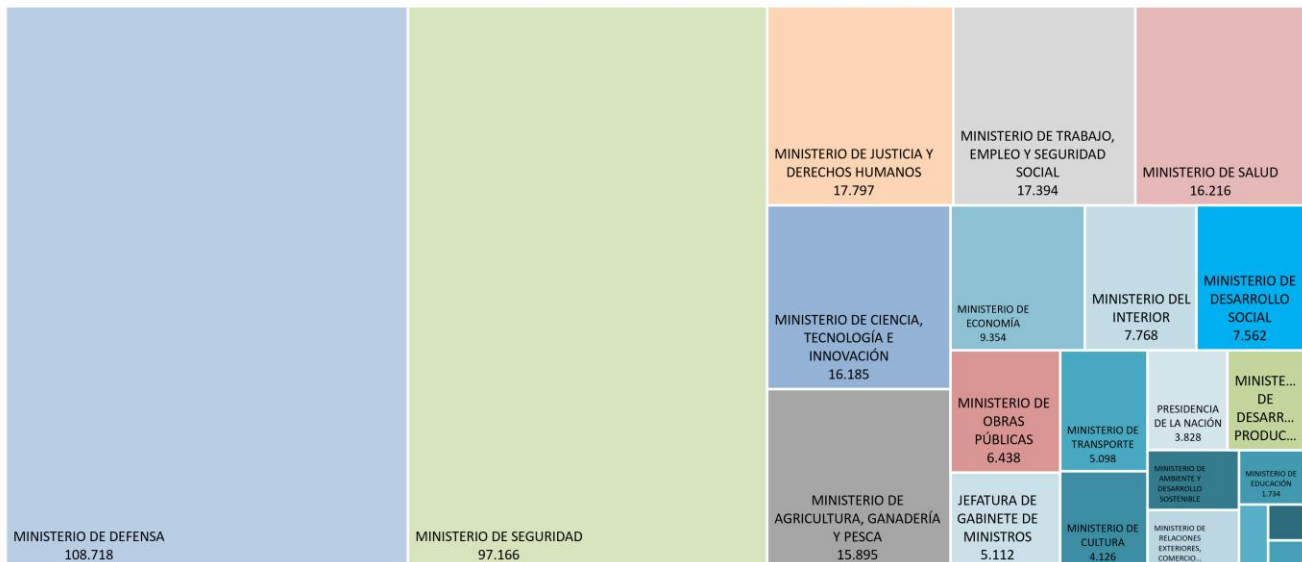 MINISTERIO DE DEFENSA
108.718
MINISTERIO DE SEGURIDAD
97.166
MINISTERIO DE JUSTICIA Y
DERECHOS HUMANOS
17.797
MINISTERIO DE TRABAJO,
EMPLEO Y SEGURIDAD
SOCIAL
17.394
MINISTERIO DE SALUD
16.216
MINISTERIO DE CIENCIA,
TECNOLOGÍA E
INNOVACIÓN
16.185
MINISTERIO DE
ECONOMÍA
9.354
MINISTERIO DEL
INTERIOR
7.768
MINISTERIO DE
DESARROLLO
SOCIAL
7.562
MINISTERIO DE
AGRICULTURA, GANADERÍA
Y PESCA
15.895
MINISTERIO DE
OBRAS
PÚBLICAS
6.438
MINISTERIO DE
TRANSPORTE
5.098
PRESIDENCIA
DE LA NACIÓN
3.828
MINISTE...
DE
DESARR...
PRODUC...
JEFATURA DE
GABINETE DE
MINISTROS
5.112
MINISTERIO DE
CULTURA
4.126
MINISTERIO DE
AMBIENTE Y
DESARROLLO
SOSTENIBLE
MINISTERIO DE
EDUCACIÓN
1.734
MINISTERIO DE
RELACIONES
EXTERIORES,
COMERCIO...